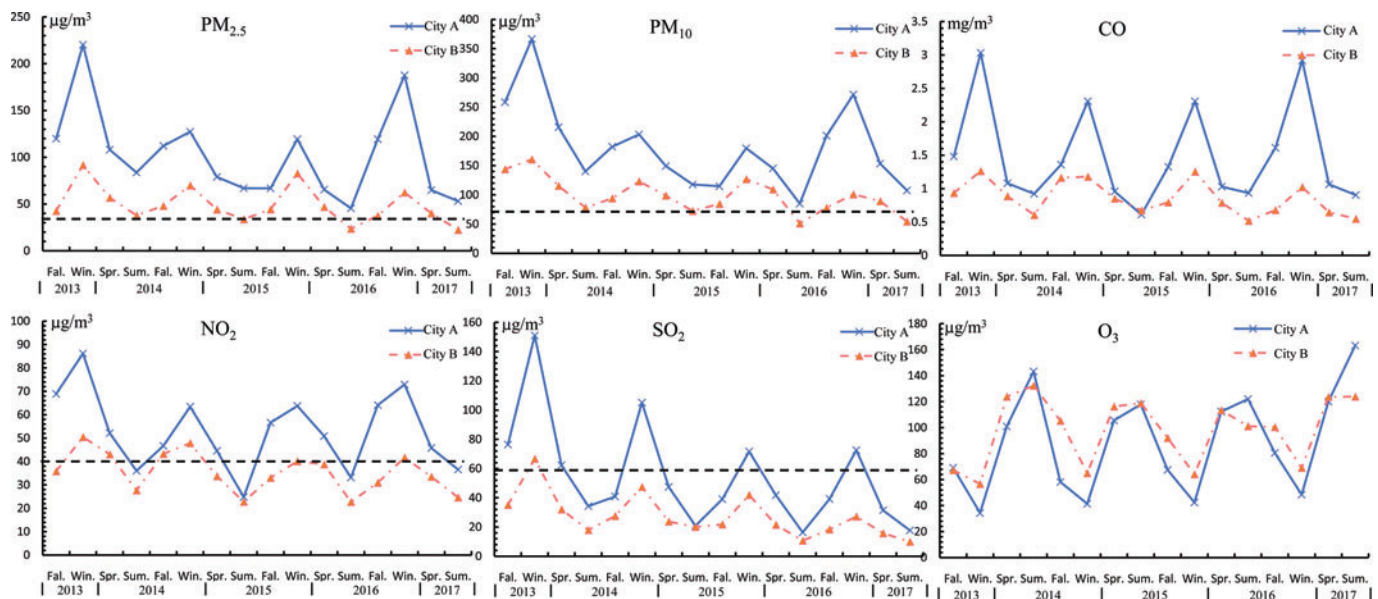 µg/m³ PM₂.₅
City A
City B
250
200
150
100
50
0
Fal. Win. Spr. Sum. Fal. Win. Spr. Sum. Fal. Win. Spr. Sum. Fal. Win. Spr. Sum.
2013 | 2014 | 2015 | 2016 | 2017
µg/m³ PM₁₀
City A
City B
400
350
300
250
200
150
100
50
0
Fal. Win. Spr. Sum. Fal. Win. Spr. Sum. Fal. Win. Spr. Sum. Fal. Win. Spr. Sum.
2013 | 2014 | 2015 | 2016 | 2017
mg/m³ CO
City A
City B
3.5
3
2.5
2
1.5
1
0.5
0
Fal. Win. Spr. Sum. Fal. Win. Spr. Sum. Fal. Win. Spr. Sum. Fal. Win. Spr. Sum.
2013 | 2014 | 2015 | 2016 | 2017
µg/m³ NO₂
City A
City B
100
90
80
70
60
50
40
30
20
10
0
Fal. Win. Spr. Sum. Fal. Win. Spr. Sum. Fal. Win. Spr. Sum. Fal. Win. Spr. Sum.
2013 | 2014 | 2015 | 2016 | 2017
µg/m³ SO₂
City A
City B
160
140
120
100
80
60
40
20
0
Fal. Win. Spr. Sum. Fal. Win. Spr. Sum. Fal. Win. Spr. Sum. Fal. Win. Spr. Sum.
2013 | 2014 | 2015 | 2016 | 2017
µg/m³ O₃
City A
City B
180
160
140
120
100
80
60
40
20
0
Fal. Win. Spr. Sum. Fal. Win. Spr. Sum. Fal. Win. Spr. Sum. Fal. Win. Spr. Sum.
2013 | 2014 | 2015 | 2016 | 2017